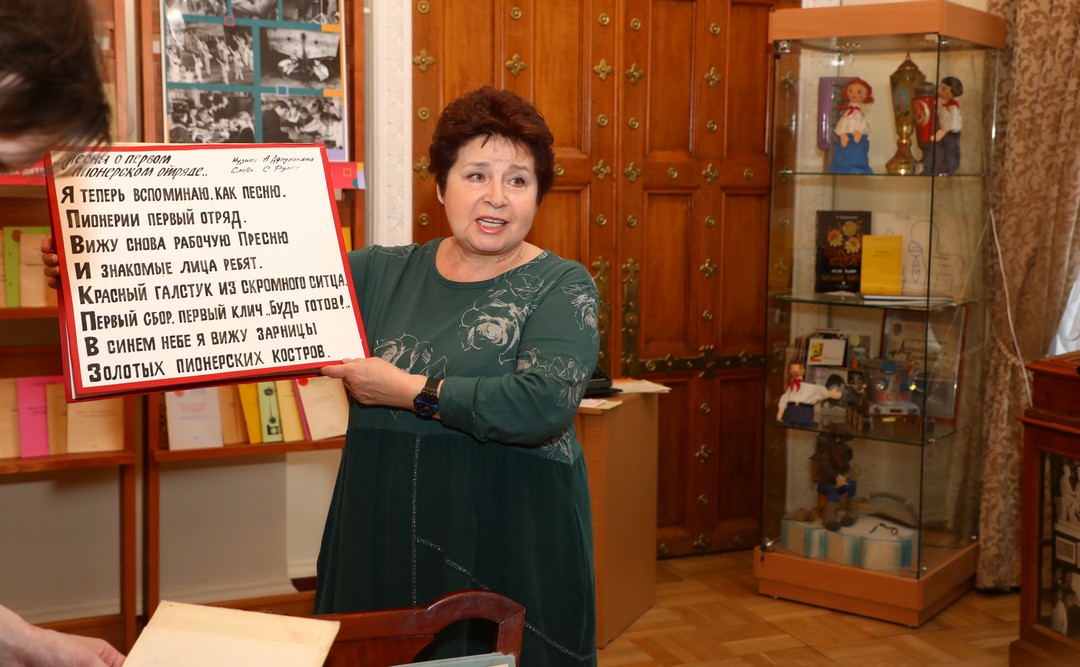 Песня о первом
пионерском отряде..
Музыка А.
Слова С.
Я теперь вспоминаю, как песню.
Пионерии первый отряд.
Вижу снова рабочую Пресню
И знакомые лица ребят.
Красный галстук из скромного ситца.
Первый сбор, первый клич „Будь готов!"..
В синем небе я вижу зарницы
Золотых пионерских костров.